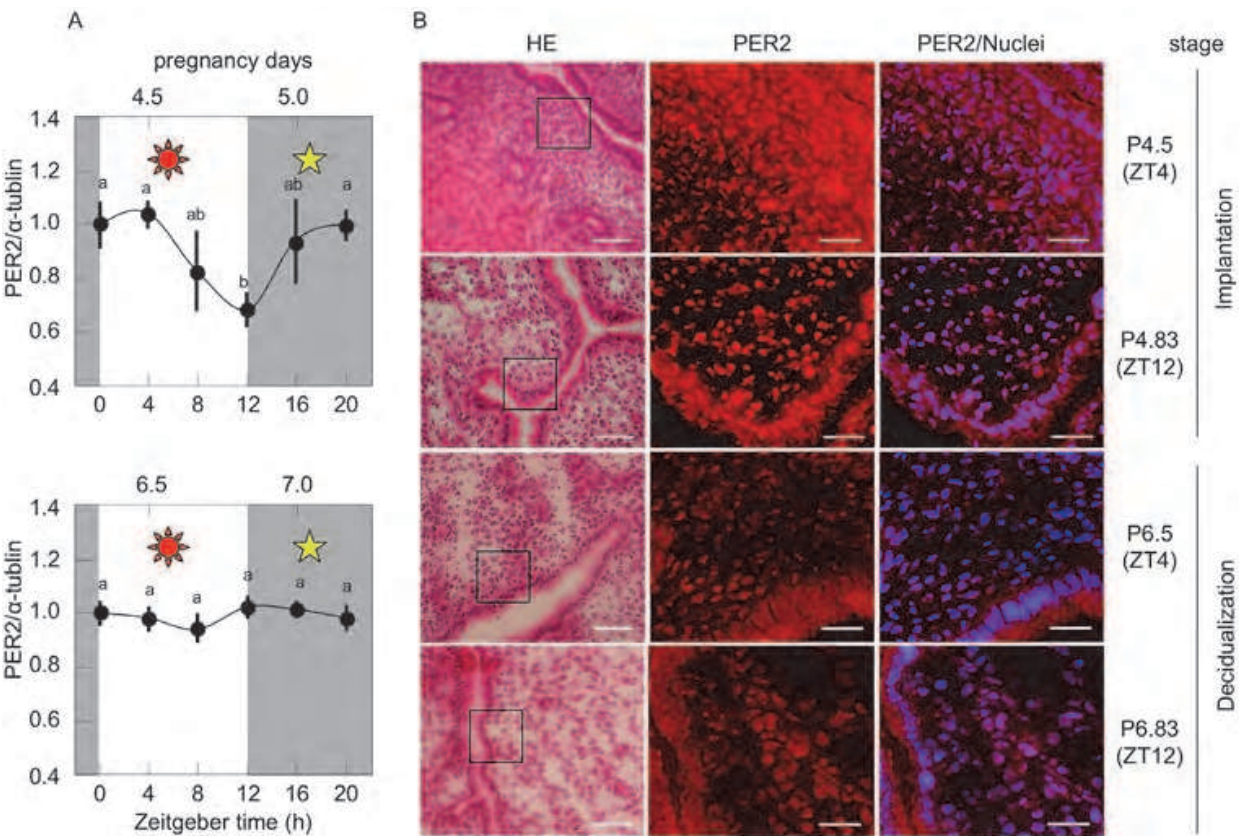 A
pregnancy days
4.5 5.0
1.4
1.2
1.0
0.8
0.6
0.4
PER2/α-tublin
a a ab b ab a
0 4 8 12 16 20
6.5 7.0
1.4
1.2
1.0
0.8
0.6
0.4
PER2/α-tublin
a a a a a a
0 4 8 12 16 20
Zeitgeber time (h)
B
HE PER2 PER2/Nuclei stage
P4.5
(ZT4)
P4.83
(ZT12)
Implantation
P6.5
(ZT4)
P6.83
(ZT12)
Decidualization